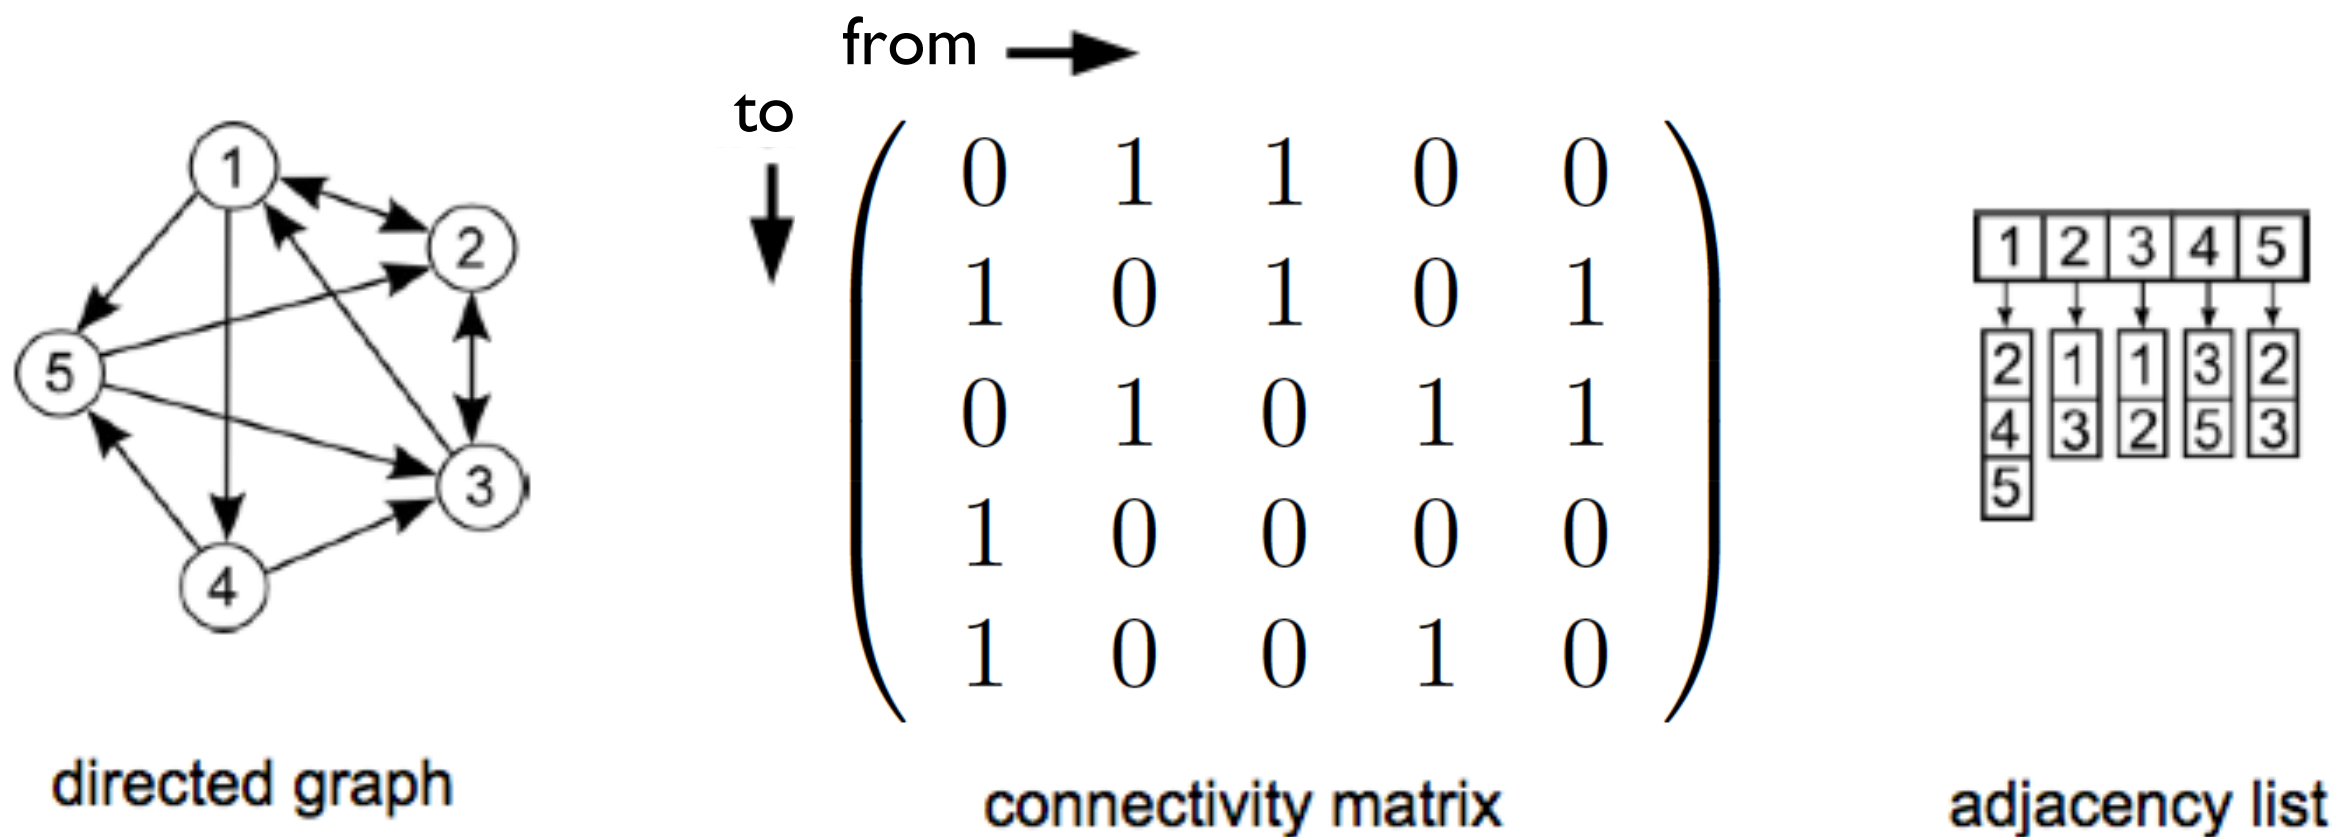 from
to
1
2
5
3
4
0 1 1 0 0
1 0 1 0 1
0 1 0 1 1
1 0 0 0 0
1 0 0 1 0
1 2 3 4 5
2 1 1 3 2
4 3 2 5 3
5
directed graph
connectivity matrix
adjacency list